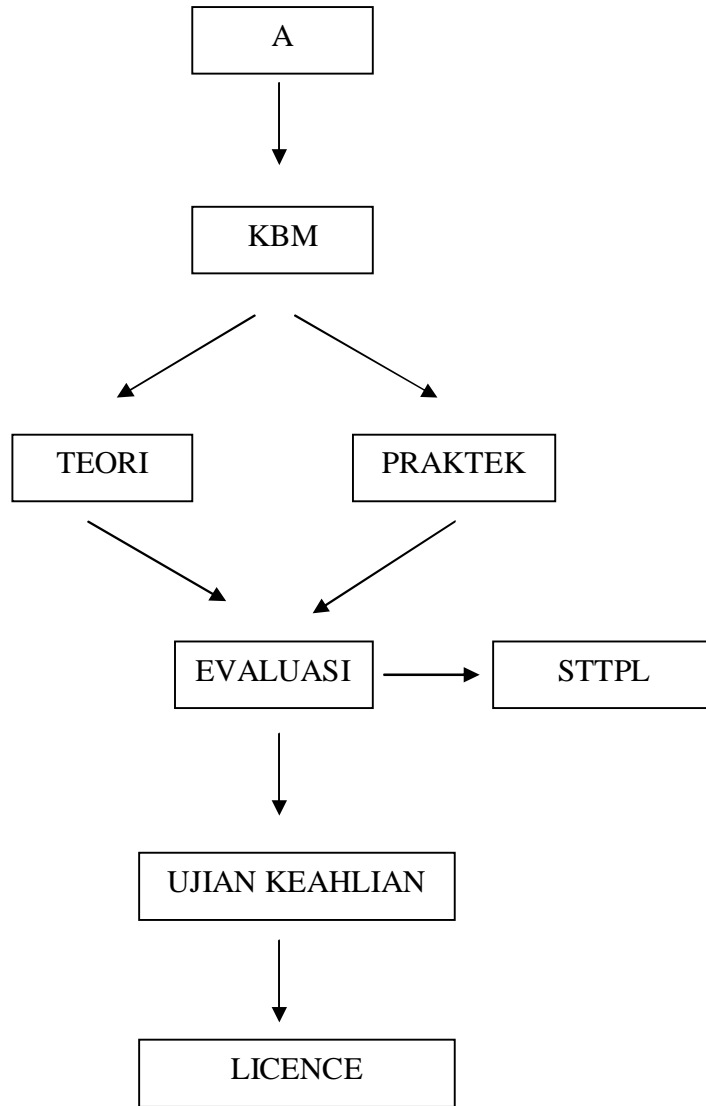 A
KBM
TEORI
PRAKTEK
EVALUASI
STTPL
UJIAN KEAHLIAN
LICENCE